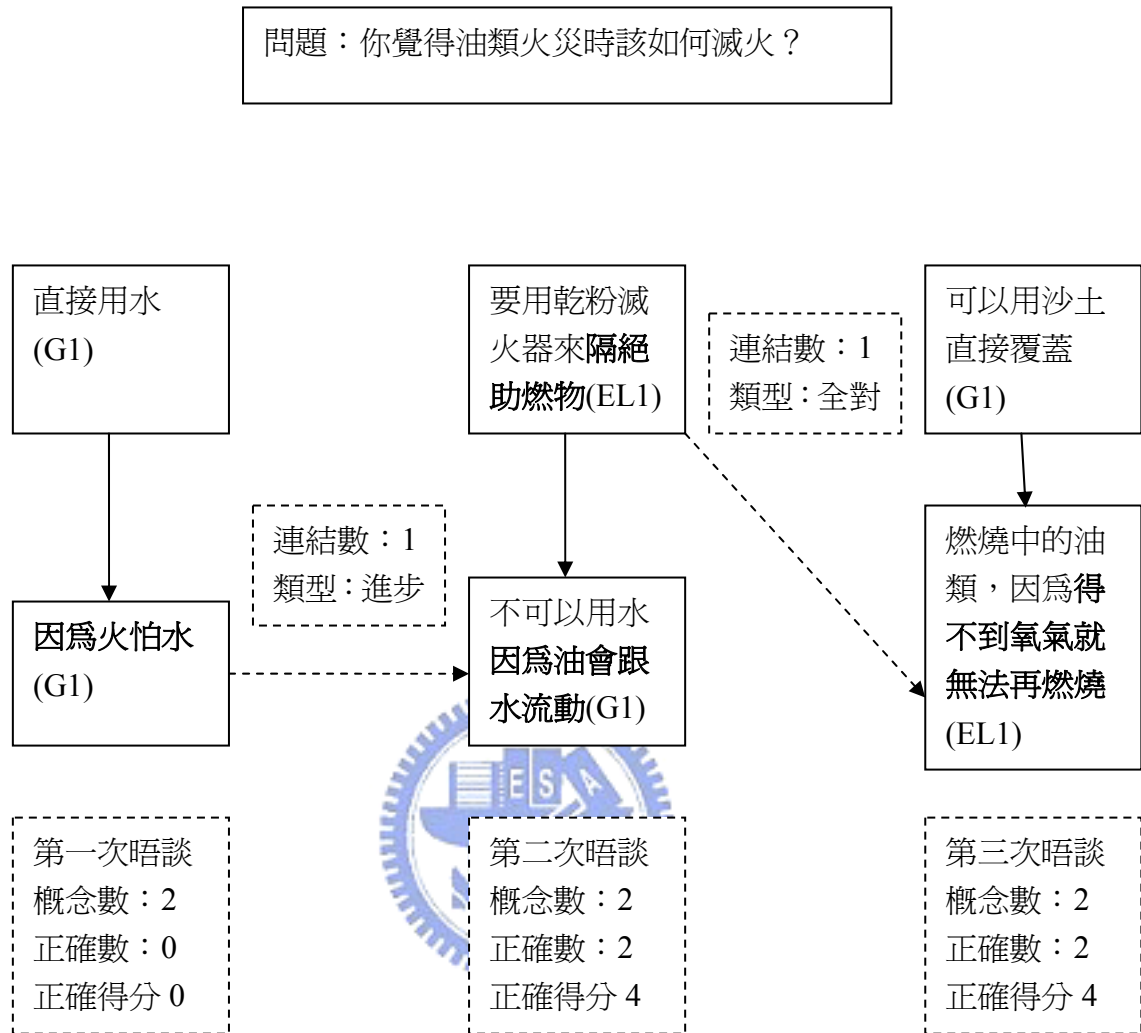 問題：你覺得油類火災時該如何滅火？
直接用水
(G1)
因為火怕水
(G1)
連結數：1
類型：進步
要用乾粉滅
火器來隔絕
助燃物(EL1)
不可以用水
因為油會跟
水流動(G1)
連結數：1
類型：全對
可以用沙土
直接覆蓋
(G1)
燃燒中的油
類，因為得
不到氧氣就
無法再燃燒
(EL1)
ESA
第一次晤談
概念數：2
正確數：0
正確得分 0
第二次晤談
概念數：2
正確數：2
正確得分 4
第三次晤談
概念數：2
正確數：2
正確得分 4